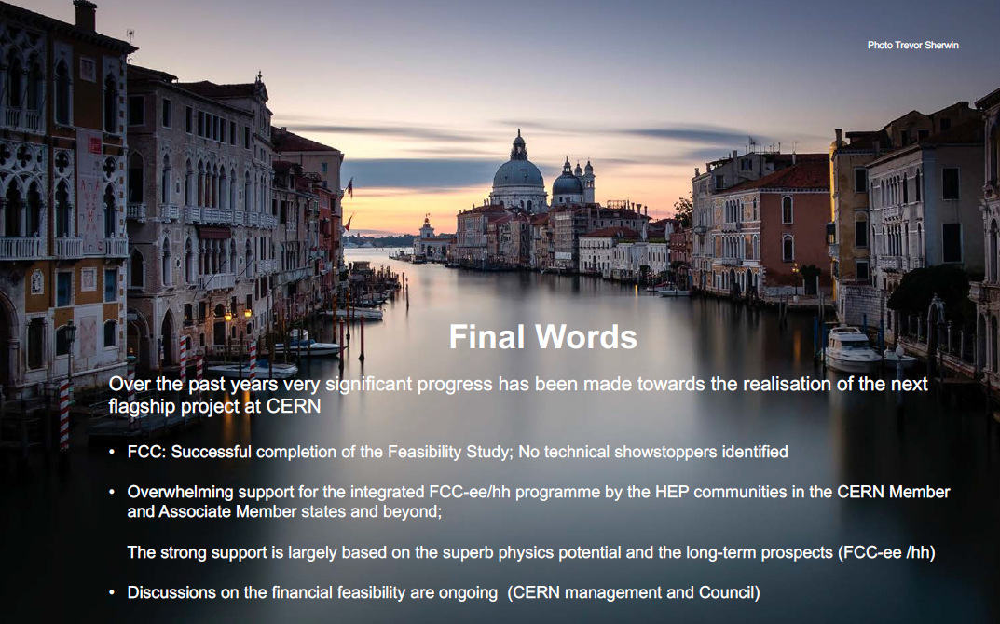 Photo Trevor Sherwin
Final Words
Over the past years very significant progress has been made towards the realisation of the next
flagship project at CERN
• FCC: Successful completion of the Feasibility Study; No technical showstoppers identified
• Overwhelming support for the integrated FCC-ee/hh programme by the HEP communities in the CERN Member
and Associate Member states and beyond;
The strong support is largely based on the superb physics potential and the long-term prospects (FCC-ee /hh)
• Discussions on the financial feasibility are ongoing  (CERN management and Council)